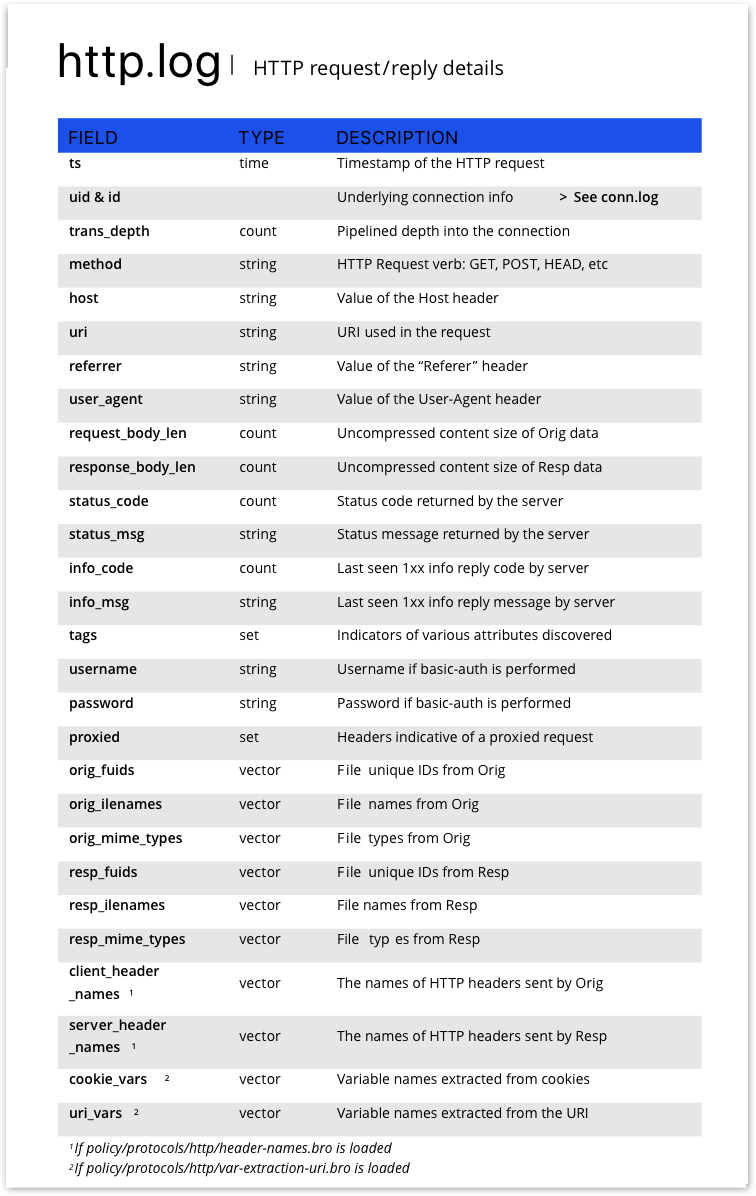 http.log | HTTP request/reply details
FIELD TYPE DESCRIPTION
ts time Timestamp of the HTTP request
uid & id Underlying connection info > See conn.log
trans_depth count Pipelined depth into the connection
method string HTTP Request verb: GET, POST, HEAD, etc
host string Value of the Host header
uri string URI used in the request
referrer string Value of the “Referer” header
user_agent string Value of the User-Agent header
request_body_len count Uncompressed content size of Orig data
response_body_len count Uncompressed content size of Resp data
status_code count Status code returned by the server
status_msg string Status message returned by the server
info_code count Last seen 1xx info reply code by server
info_msg string Last seen 1xx info reply message by server
tags set Indicators of various attributes discovered
username string Username if basic-auth is performed
password string Password if basic-auth is performed
proxied set Headers indicative of a proxied request
orig_fuids vector File unique IDs from Orig
orig_ilenames vector File names from Orig
orig_mime_types vector File types from Orig
resp_fuids vector File unique IDs from Resp
resp_ilenames vector File names from Resp
resp_mime_types vector File typ es from Resp
client_header
_names ¹ vector The names of HTTP headers sent by Orig
server_header
_names ¹ vector The names of HTTP headers sent by Resp
cookie_vars ² vector Variable names extracted from cookies
uri_vars ² vector Variable names extracted from the URI
¹If policy/protocols/http/header-names.bro is loaded
²If policy/protocols/http/var-extraction-uri.bro is loaded